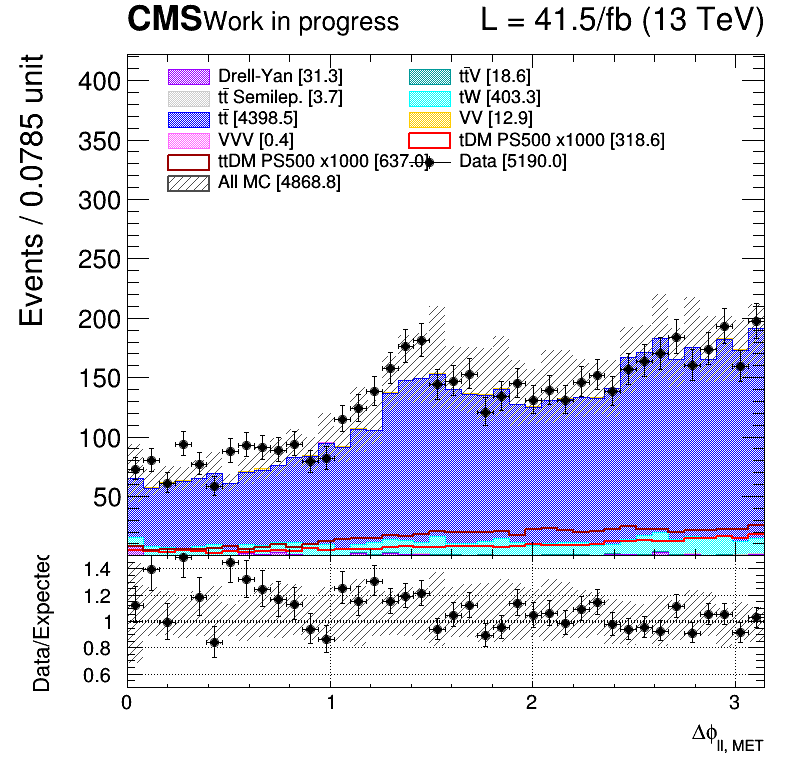 CMS Work in progress L = 41.5/fb (13 TeV)
Events / 0.0785 unit
400
350
300
250
200
150
100
50
Drell-Yan [31.3] tt̄V [18.6]
tt̄ Semilep. [3.7] tW [403.3]
tt̄ [4398.5] VV [12.9]
VVV [0.4] tDM PS500 x1000 [318.6]
ttDM PS500 x1000 [637.0] Data [5190.0]
All MC [4868.8]
Data/Expected
1.4
1.2
1
0.8
0.6
0 1 2 3
Δϕll, MET